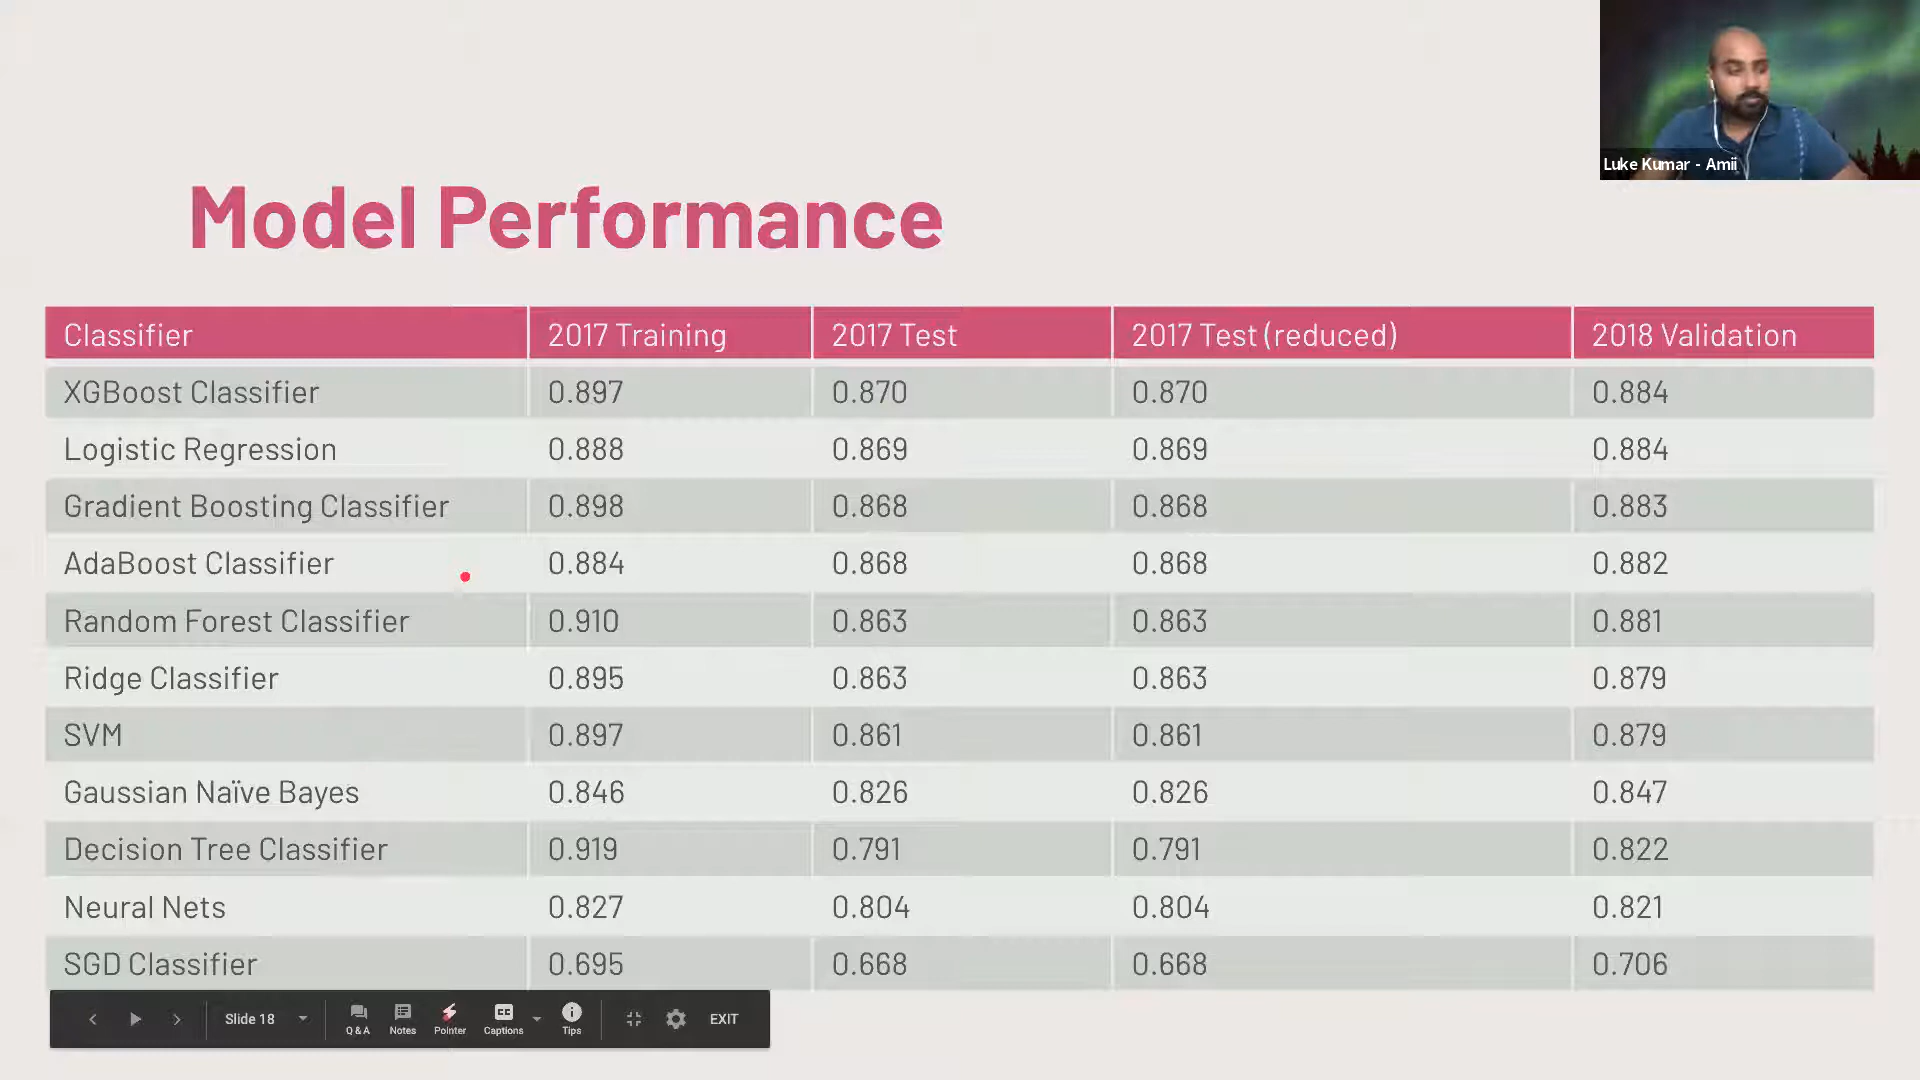 Luke Kumar - Amii
Model Performance
Classifier 2017 Training 2017 Test 2017 Test (reduced) 2018 Validation
XGBoost Classifier 0.897 0.870 0.870 0.884
Logistic Regression 0.888 0.869 0.869 0.884
Gradient Boosting Classifier 0.898 0.868 0.868 0.883
AdaBoost Classifier 0.884 0.868 0.868 0.882
Random Forest Classifier 0.910 0.863 0.863 0.881
Ridge Classifier 0.895 0.863 0.863 0.879
SVM 0.897 0.861 0.861 0.879
Gaussian Naïve Bayes 0.846 0.826 0.826 0.847
Decision Tree Classifier 0.919 0.791 0.791 0.822
Neural Nets 0.827 0.804 0.804 0.821
SGD Classifier 0.695 0.668 0.668 0.706
Slide 18 Q & A Notes Pointer CC Captions Tips EXIT